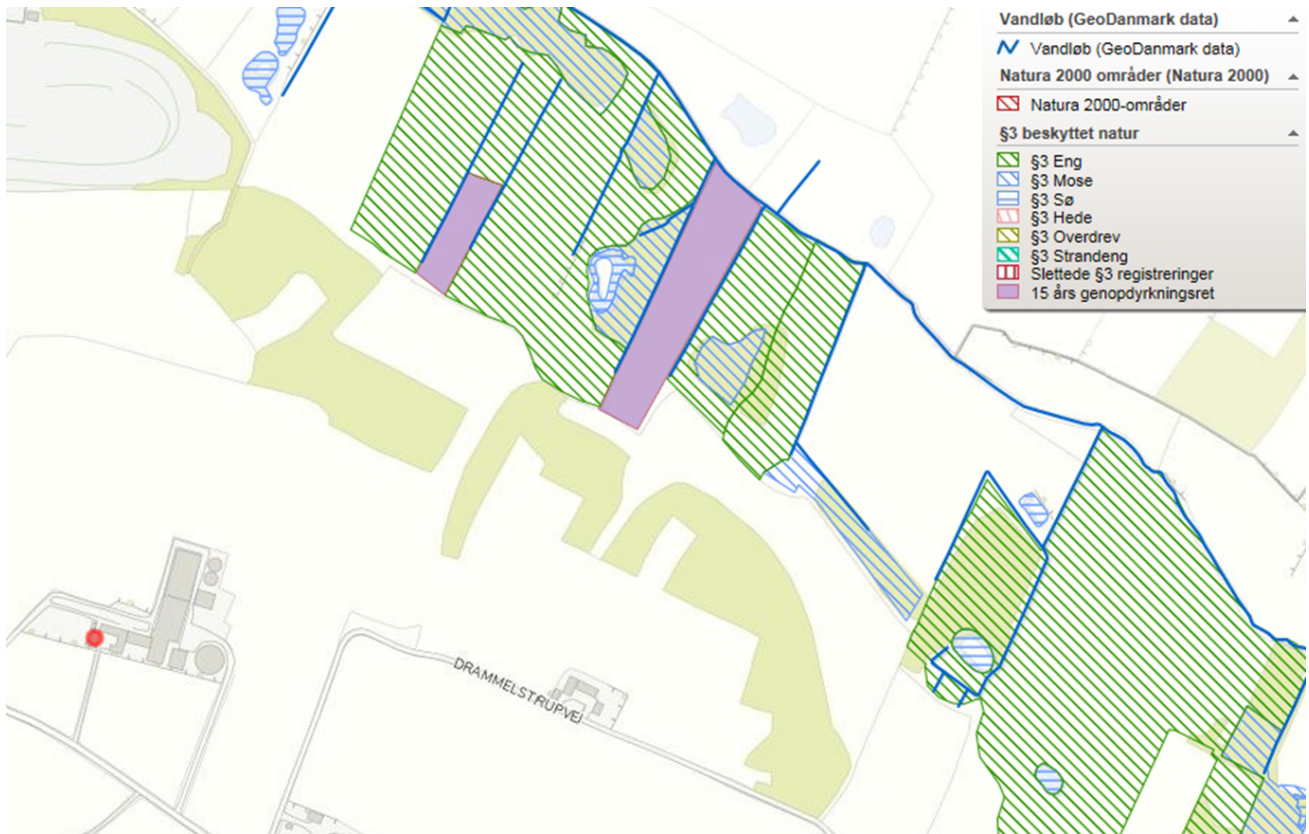 Vandløb (GeoDanmark data)
Vandløb (GeoDanmark data)
Natura 2000 områder (Natura 2000)
Natura 2000-områder
§3 beskyttet natur
§3 Eng
§3 Mose
§3 Sø
§3 Hede
§3 Overdrev
§3 Strandeng
Slettede §3 registreringer
15 års genopdyrkningsret
DRAMMELSTRUPVEJ